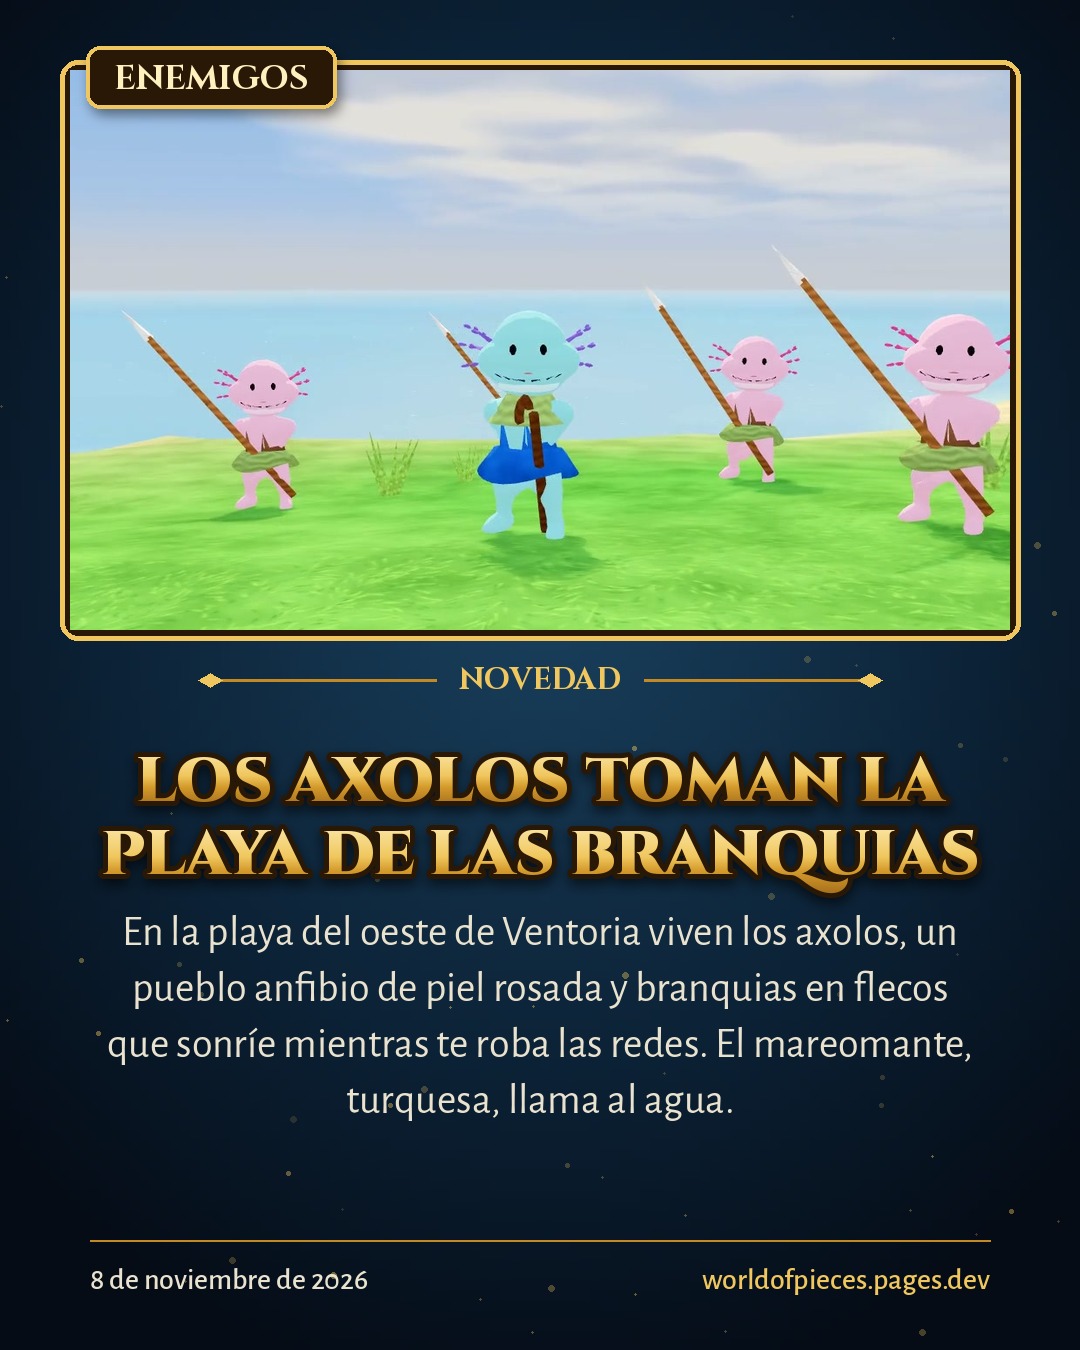 ENEMIGOS
NOVEDAD
LOS AXOLOS TOMAN LA
PLAYA DE LAS BRANQUIAS
En la playa del oeste de Ventoria viven los axolos, un
pueblo anfibio de piel rosada y branquias en flecos
que sonríe mientras te roba las redes. El mareomante,
turquesa, llama al agua.
8 de noviembre de 2026
worldofpieces.pages.dev